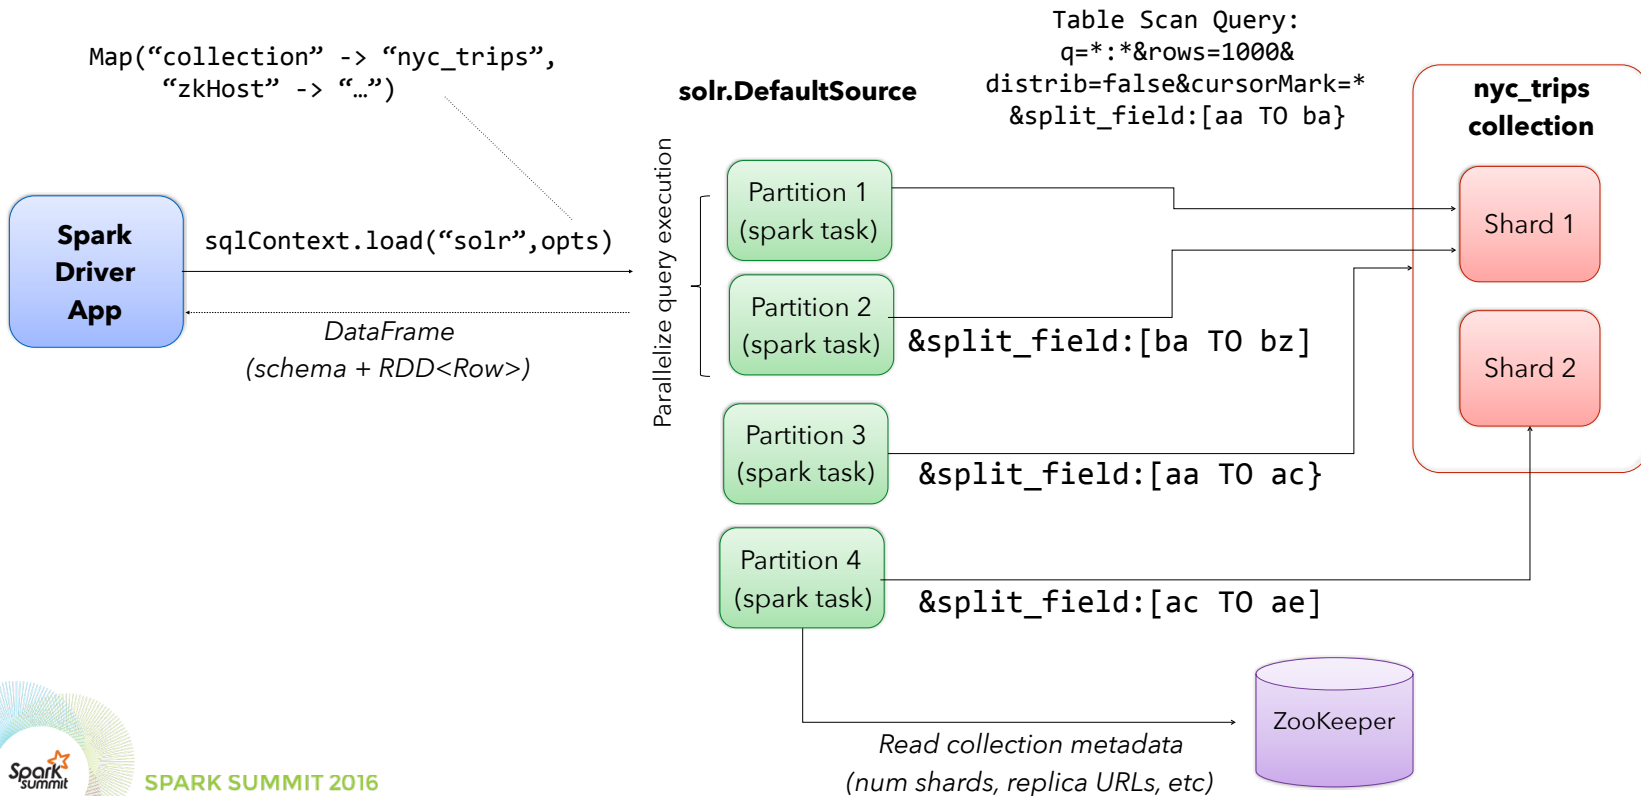 Map(“collection” -> “nyc_trips”,
“zkHost” -> “…”)
solr.DefaultSource
Table Scan Query:
q=*:*&rows=1000&
distrib=false&cursorMark=*
&split_field:[aa TO ba}
nyc_trips
collection
Spark
Driver
App
sqlContext.load(“solr”,opts)
DataFrame
(schema + RDD<Row>)
Parallelize query execution
Partition 1
(spark task)
Partition 2
(spark task)
&split_field:[ba TO bz]
Partition 3
(spark task)
&split_field:[aa TO ac}
Partition 4
(spark task)
&split_field:[ac TO ae]
Shard 1
Shard 2
ZooKeeper
Read collection metadata
(num shards, replica URLs, etc)
Spark
summit
SPARK SUMMIT 2016